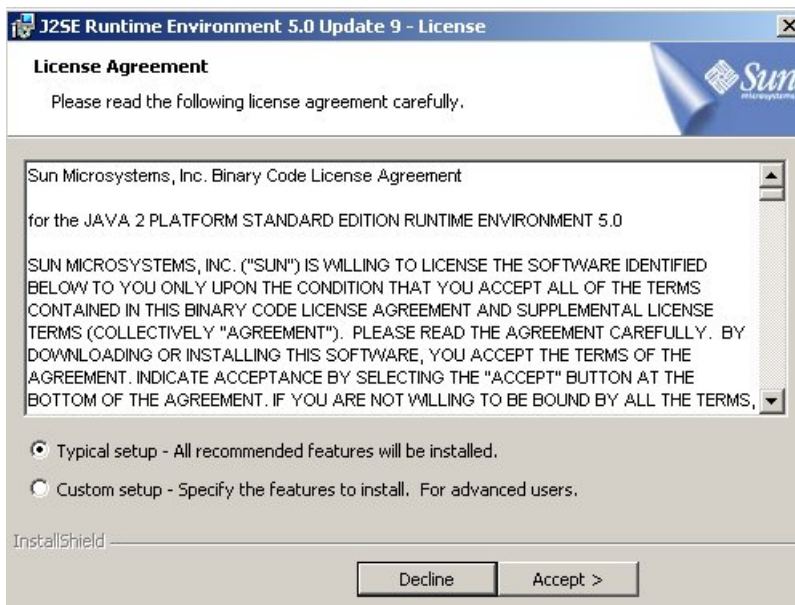 J2SE Runtime Environment 5.0 Update 9 - License
License Agreement
Please read the following license agreement carefully.
Sun
microsystems
Sun Microsystems, Inc. Binary Code License Agreement
for the JAVA 2 PLATFORM STANDARD EDITION RUNTIME ENVIRONMENT 5.0
SUN MICROSYSTEMS, INC. ("SUN") IS WILLING TO LICENSE THE SOFTWARE IDENTIFIED
BELOW TO YOU ONLY UPON THE CONDITION THAT YOU ACCEPT ALL OF THE TERMS
CONTAINED IN THIS BINARY CODE LICENSE AGREEMENT AND SUPPLEMENTAL LICENSE
TERMS (COLLECTIVELY "AGREEMENT").  PLEASE READ THE AGREEMENT CAREFULLY.  BY
DOWNLOADING OR INSTALLING THIS SOFTWARE, YOU ACCEPT THE TERMS OF THE
AGREEMENT. INDICATE ACCEPTANCE BY SELECTING THE "ACCEPT" BUTTON AT THE
BOTTOM OF THE AGREEMENT. IF YOU ARE NOT WILLING TO BE BOUND BY ALL THE TERMS,
Typical setup - All recommended features will be installed.
Custom setup - Specify the features to install.  For advanced users.
InstallShield
Decline
Accept >